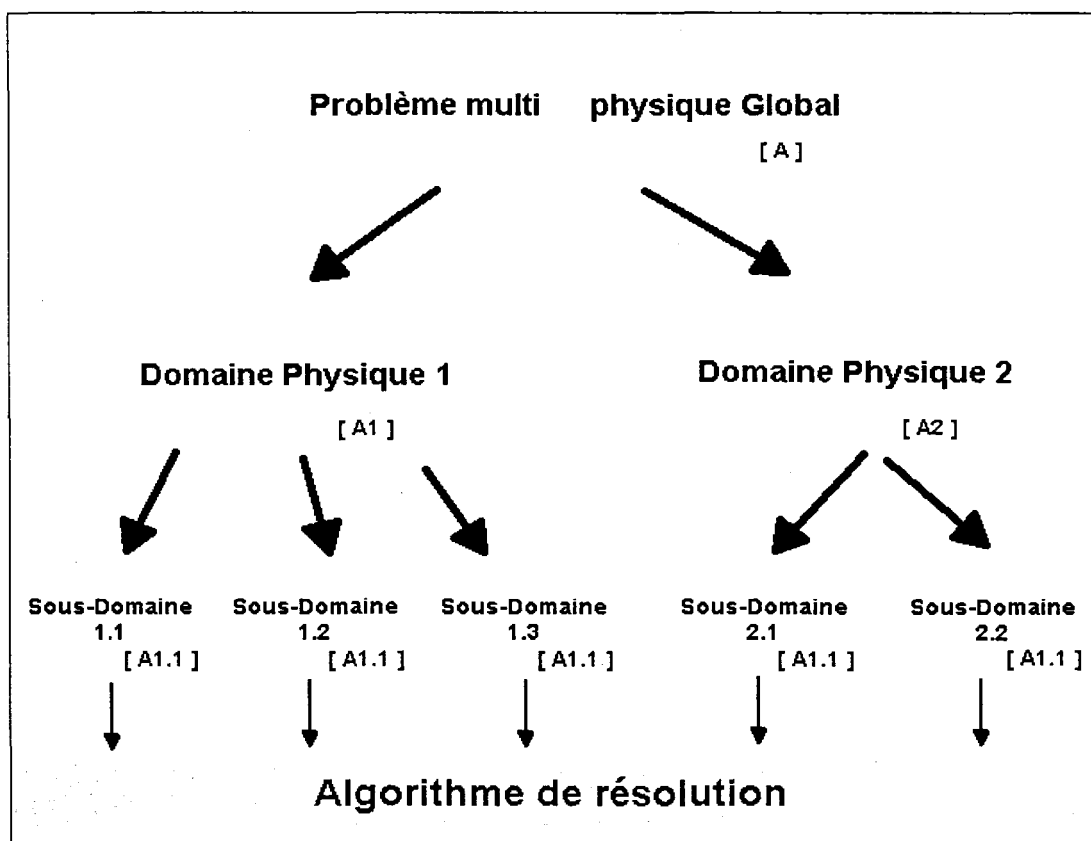 Problème multi physique Global
[ A ]
Domaine Physique 1
Domaine Physique 2
[ A1 ]
[ A2 ]
Sous-Domaine
1.1
[ A1.1 ]
Sous-Domaine
1.2
[ A1.1 ]
Sous-Domaine
1.3
[ A1.1 ]
Sous-Domaine
2.1
[ A1.1 ]
Sous-Domaine
2.2
[ A1.1 ]
Algorithme de résolution